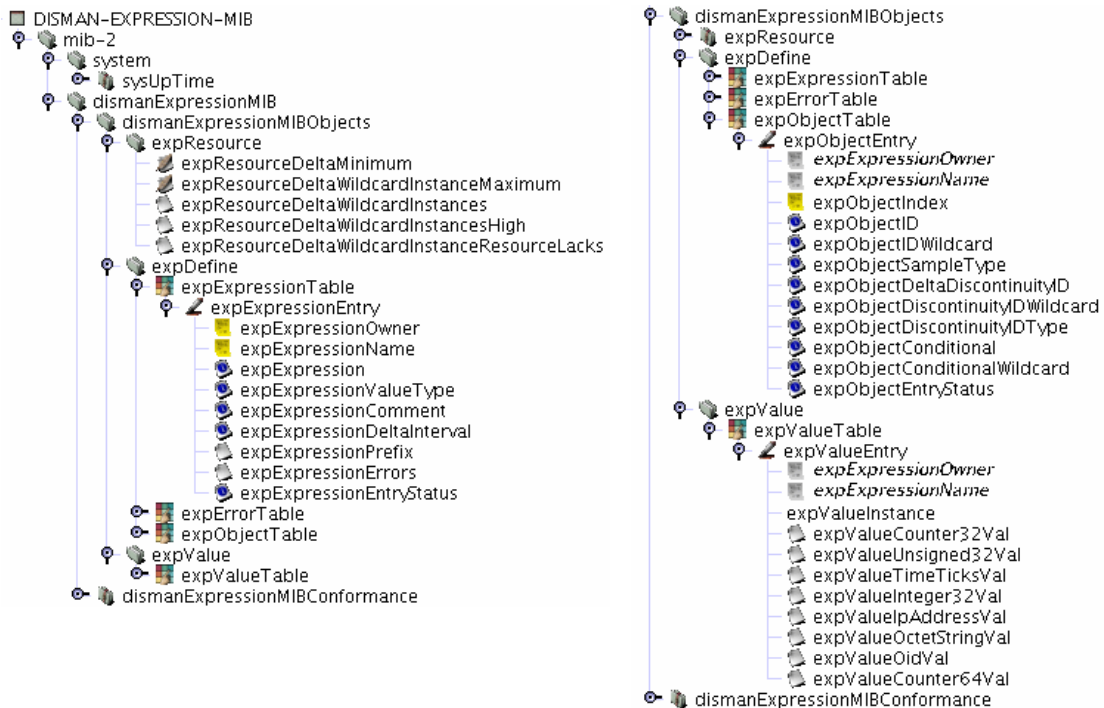 DISMAN-EXPRESSION-MIB
mib-2
system
sysUpTime
dismanExpressionMIB
dismanExpressionMIBObjects
expResource
expResourceDeltaMinimum
expResourceDeltaWildcardInstanceMaximum
expResourceDeltaWildcardInstances
expResourceDeltaWildcardInstancesHigh
expResourceDeltaWildcardInstanceResourceLacks
expDefine
expExpressionTable
expExpressionEntry
expExpressionOwner
expExpressionName
expExpression
expExpressionValueType
expExpressionComment
expExpressionDeltaInterval
expExpressionPrefix
expExpressionErrors
expExpressionEntryStatus
expErrorTable
expObjectTable
expValue
expValueTable
dismanExpressionMIBConformance
dismanExpressionMIBObjects
expResource
expDefine
expExpressionTable
expErrorTable
expObjectTable
expObjectEntry
expExpressionOwner
expExpressionName
expObjectIndex
expObjectID
expObjectIDWildcard
expObjectSampleType
expObjectDeltaDiscontinuityID
expObjectDiscontinuityIDWildcard
expObjectDiscontinuityIDType
expObjectConditional
expObjectConditionalWildcard
expObjectEntryStatus
expValue
expValueTable
expValueEntry
expExpressionOwner
expExpressionName
expValueInstance
expValueCounter32Val
expValueUnsigned32Val
expValueTimeTicksVal
expValueInteger32Val
expValueIpAddressVal
expValueOctetStringVal
expValueOidVal
expValueCounter64Val
dismanExpressionMIBConformance